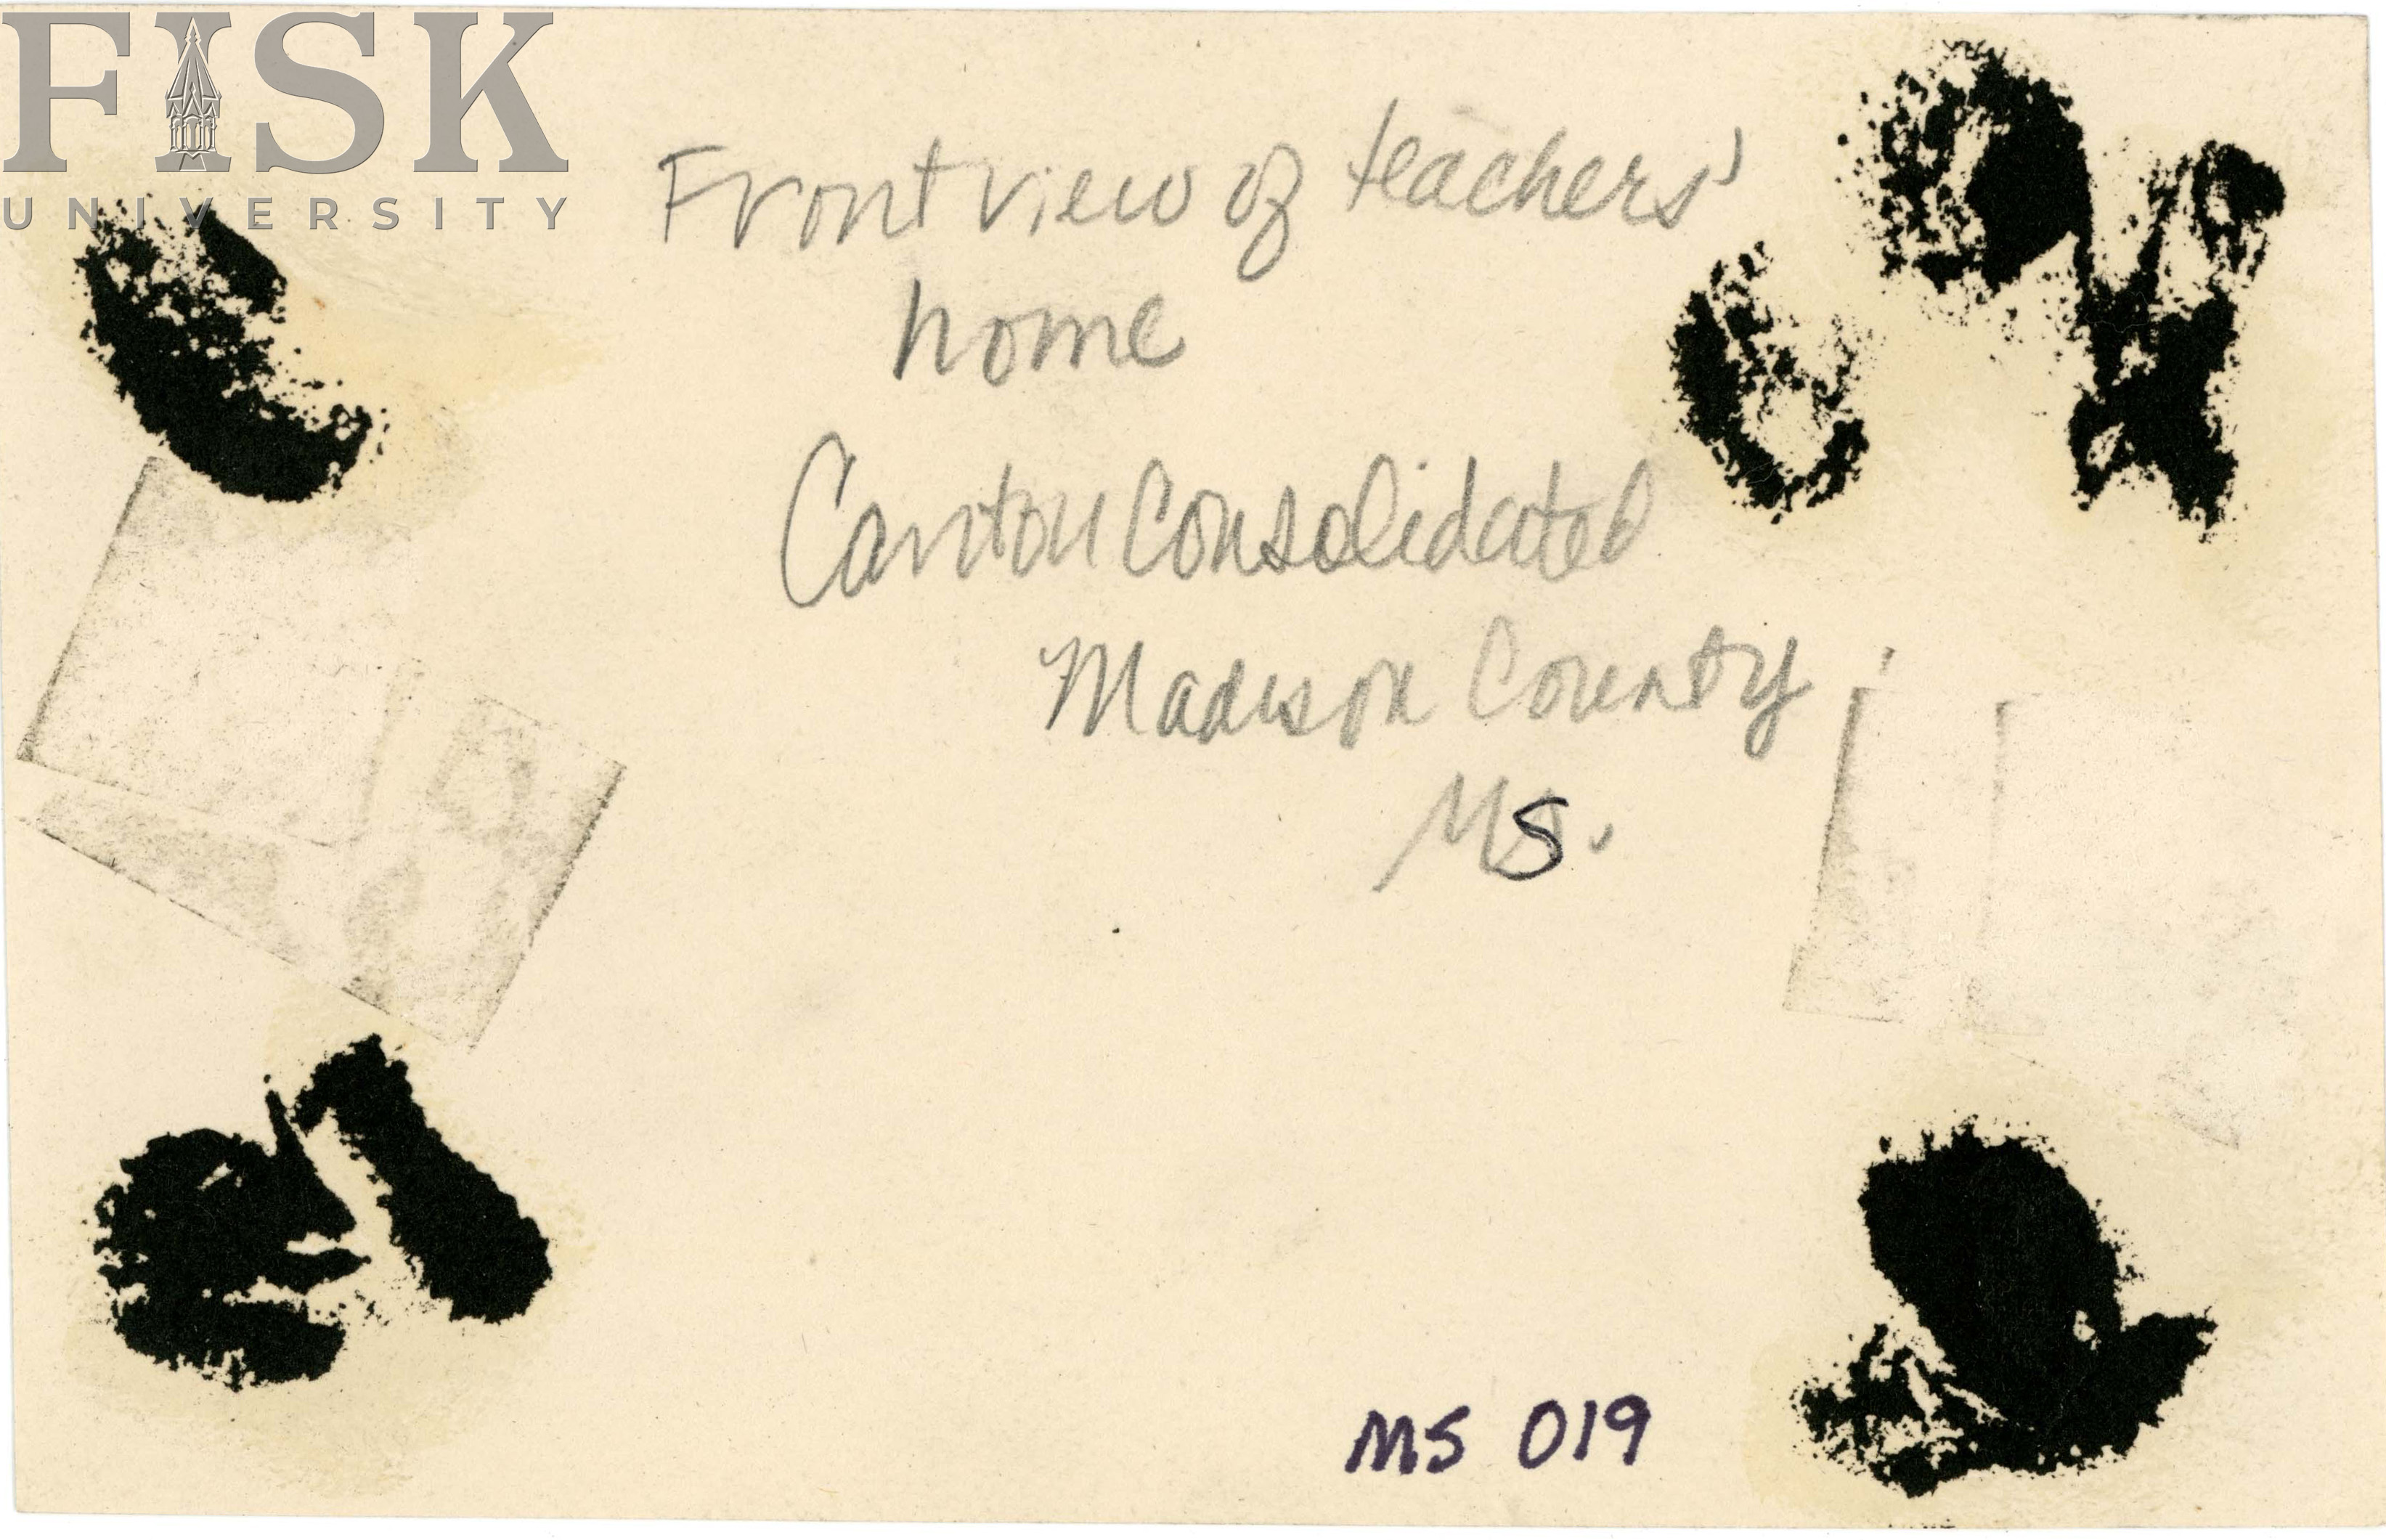 FISK
UNIVERSITY
Front view of teachers'
home
Canton Consolidated
Madison County
MS.
MS 019